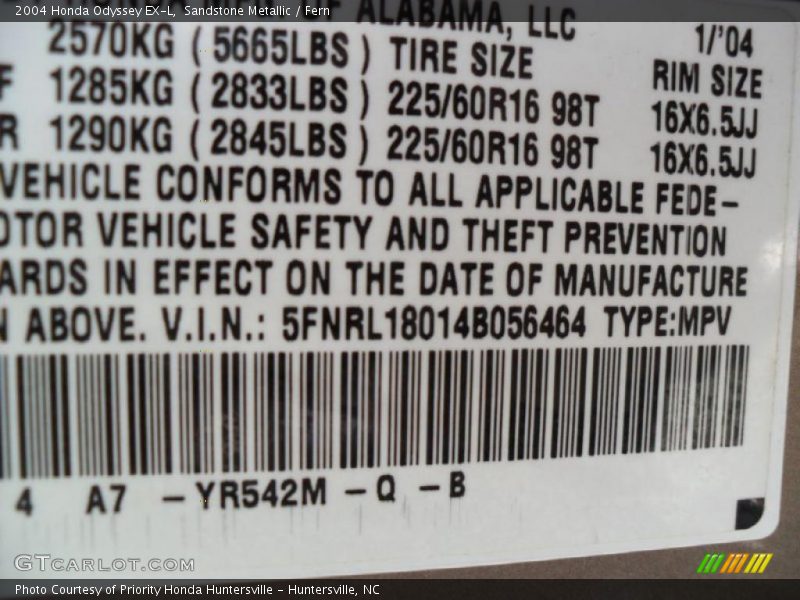 2004 Honda Odyssey EX-L, Sandstone Metallic / Fern
ALABAMA, LLC 1/'04
2570KG ( 5665LBS ) TIRE SIZE RIM SIZE
F 1285KG ( 2833LBS ) 225/60R16 98T 16X6.5JJ
R 1290KG ( 2845LBS ) 225/60R16 98T 16X6.5JJ
VEHICLE CONFORMS TO ALL APPLICABLE FEDE-
OTOR VEHICLE SAFETY AND THEFT PREVENTION
ARDS IN EFFECT ON THE DATE OF MANUFACTURE
N ABOVE. V.I.N.: 5FNRL18014B056464 TYPE:MPV
4 A7 -YR542M -Q -B
GTCARLOT.COM
Photo Courtesy of Priority Honda Huntersville - Huntersville, NC